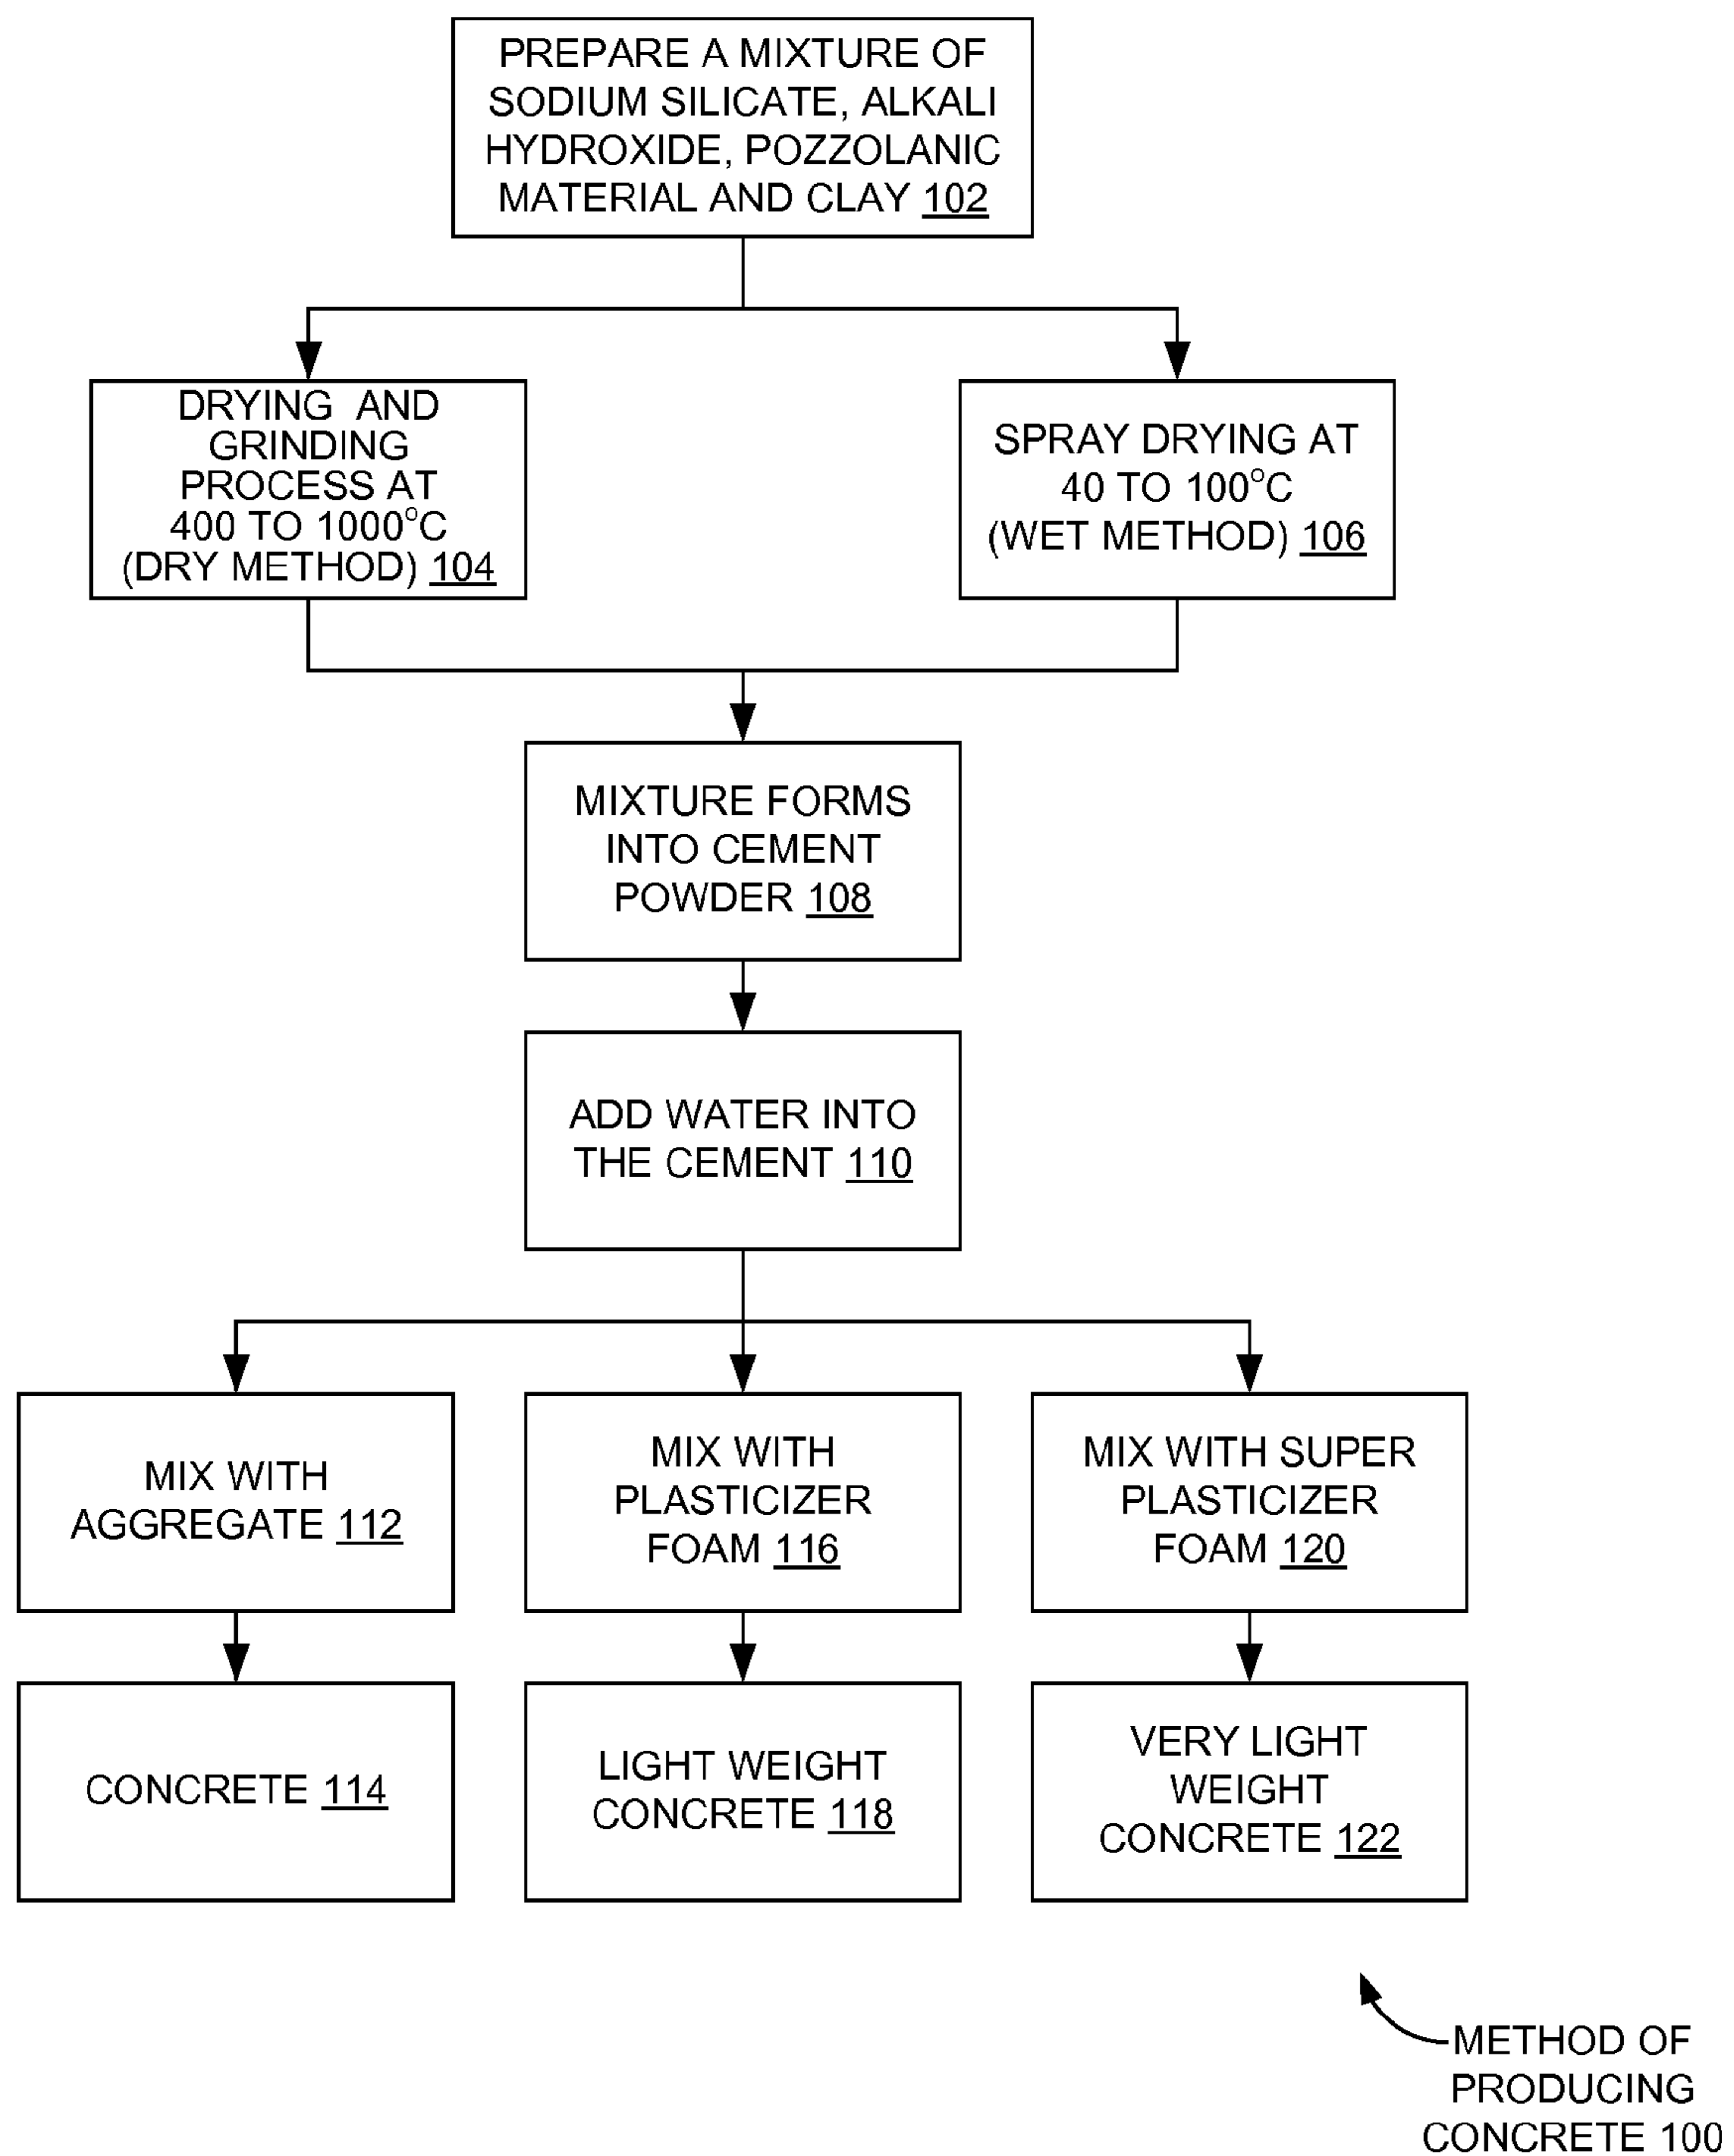 PREPARE A MIXTURE OF
SODIUM SILICATE, ALKALI
HYDROXIDE, POZZOLANIC
MATERIAL AND CLAY 102
DRYING AND
GRINDING
PROCESS AT
400 TO 1000°C
(DRY METHOD) 104
SPRAY DRYING AT
40 TO 100°C
(WET METHOD) 106
MIXTURE FORMS
INTO CEMENT
POWDER 108
ADD WATER INTO
THE CEMENT 110
MIX WITH
AGGREGATE 112
MIX WITH
PLASTICIZER
FOAM 116
MIX WITH SUPER
PLASTICIZER
FOAM 120
CONCRETE 114
LIGHT WEIGHT
CONCRETE 118
VERY LIGHT
WEIGHT
CONCRETE 122
METHOD OF
PRODUCING
CONCRETE 100